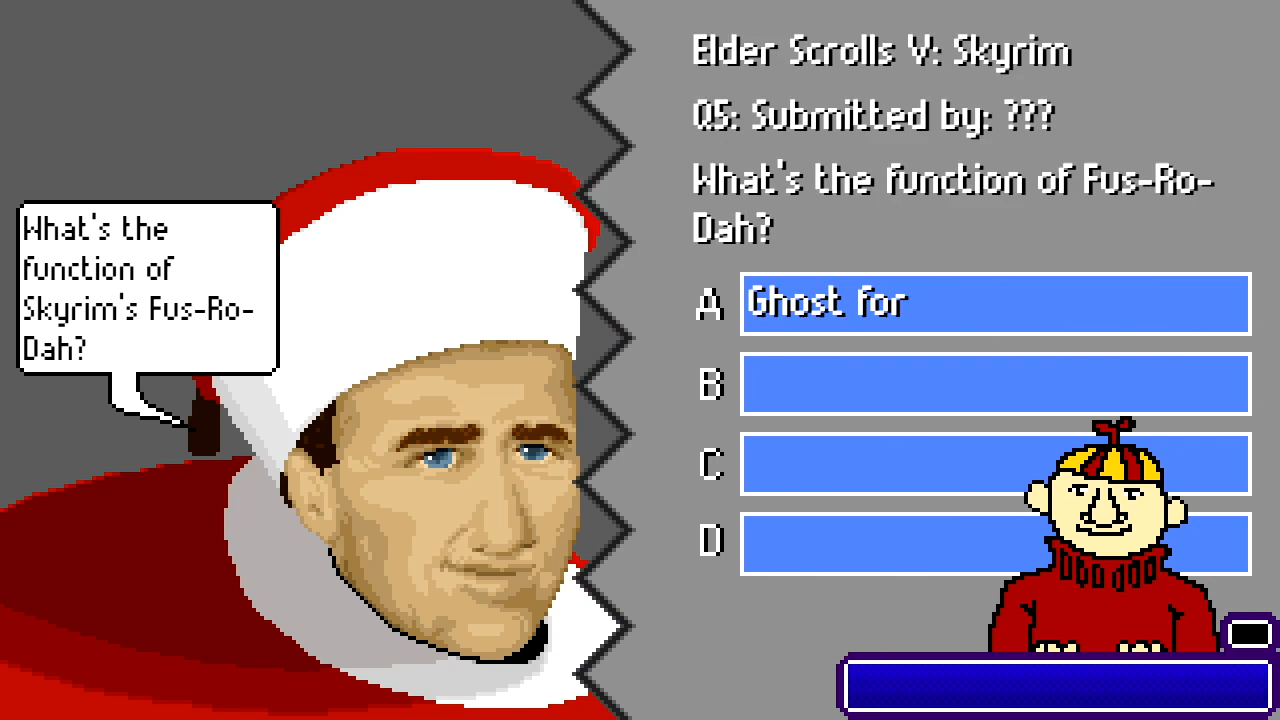 Elder Scrolls V: Skyrim
Q5: Submitted by: ???
What's the function of Fus-Ro-
Dah?
What's the
function of
Skyrim's Fus-Ro-
Dah?
A Ghost for
B
C
D